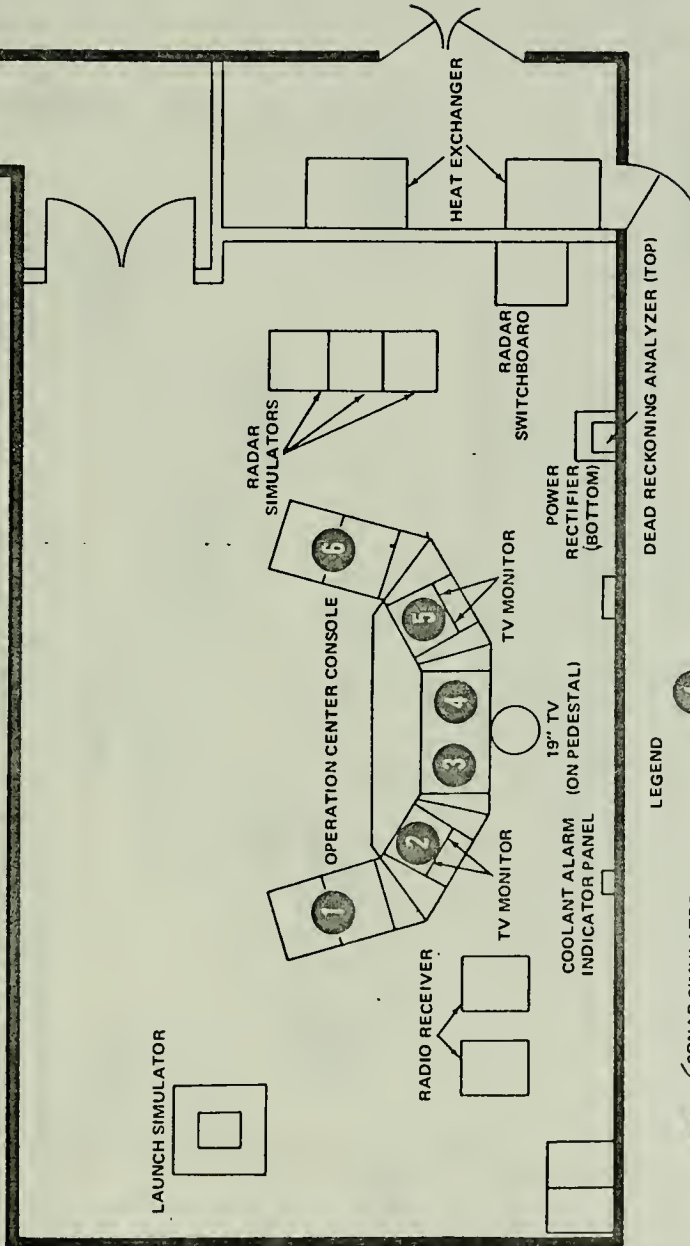 LAUNCH SIMULATOR
RADAR
SIMULATORS
HEAT EXCHANGER
OPERATION CENTER CONSOLE
1
2
3
4
5
6
RADIO RECEIVER
TV MONITOR
TV MONITOR
RADAR
SWITCHBOARO
COOLANT ALARM
INDICATOR PANEL
19" TV
(ON PEDESTAL)
POWER
RECTIFIER
(BOTTOM)
DEAD RECKONING ANALYZER (TOP)
LEGEND